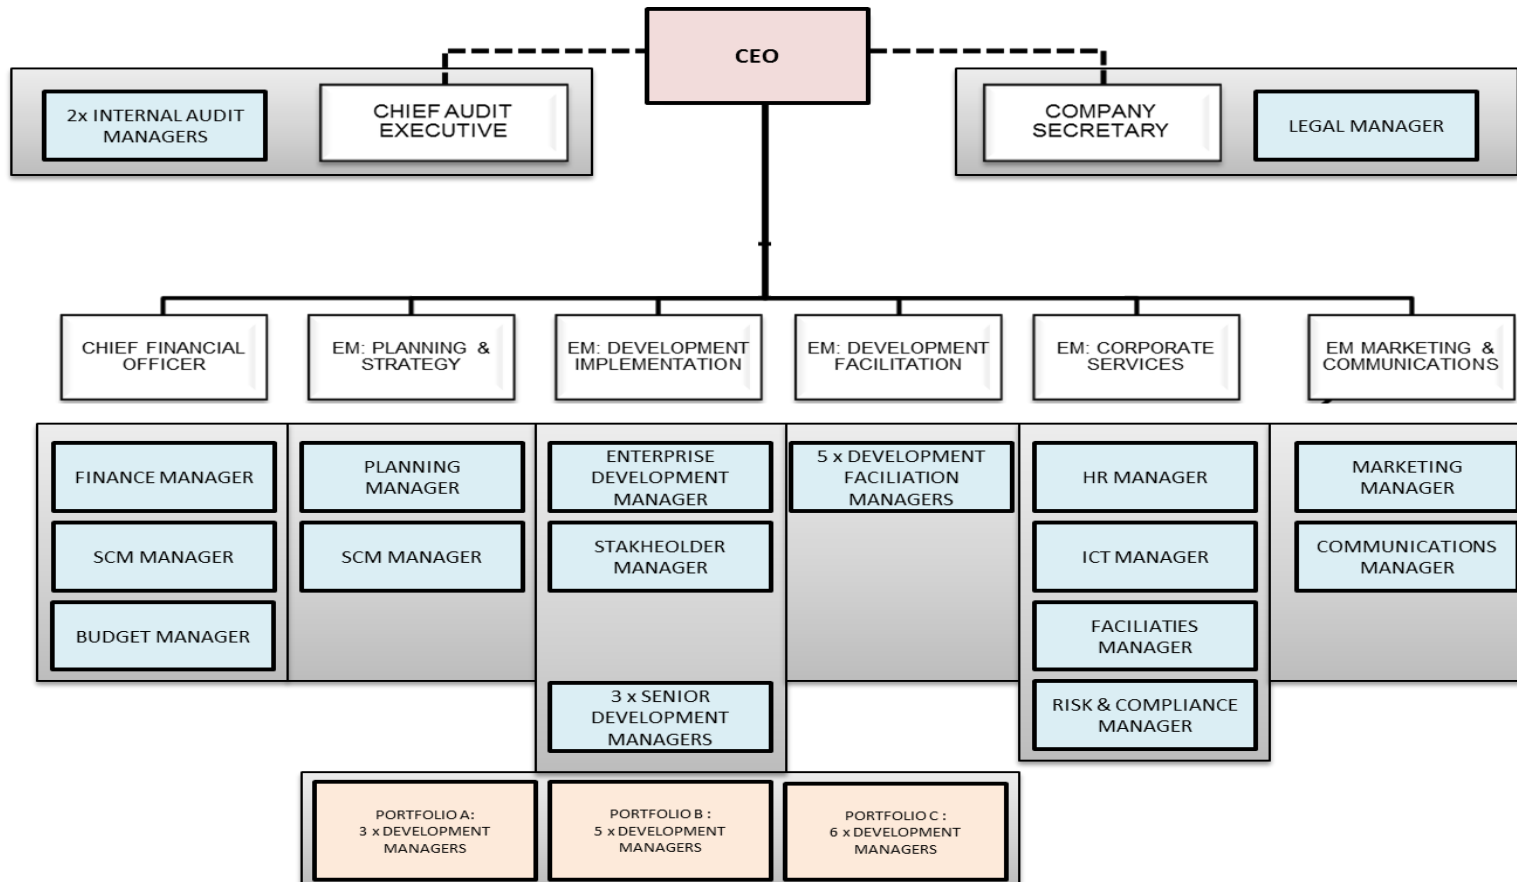 CEO
2x INTERNAL AUDIT
MANAGERS
CHIEF AUDIT
EXECUTIVE
COMPANY
SECRETARY
LEGAL MANAGER
CHIEF FINANCIAL
OFFICER
EM: PLANNING &
STRATEGY
EM: DEVELOPMENT
IMPLEMENTATION
EM: DEVELOPMENT
FACILITATION
EM: CORPORATE
SERVICES
EM MARKETING &
COMMUNICATIONS
FINANCE MANAGER
SCM MANAGER
BUDGET MANAGER
PLANNING
MANAGER
SCM MANAGER
ENTERPRISE
DEVELOPMENT
MANAGER
STAKHEOLDER
MANAGER
3 x SENIOR
DEVELOPMENT
MANAGERS
5 x DEVELOPMENT
FACILIATION
MANAGERS
HR MANAGER
ICT MANAGER
FACILIATIES
MANAGER
RISK & COMPLIANCE
MANAGER
MARKETING
MANAGER
COMMUNICATIONS
MANAGER
PORTFOLIO A:
3 x DEVELOPMENT
MANAGERS
PORTFOLIO B :
5 x DEVELOPMENT
MANAGERS
PORTFOLIO C :
6 x DEVELOPMENT
MANAGERS